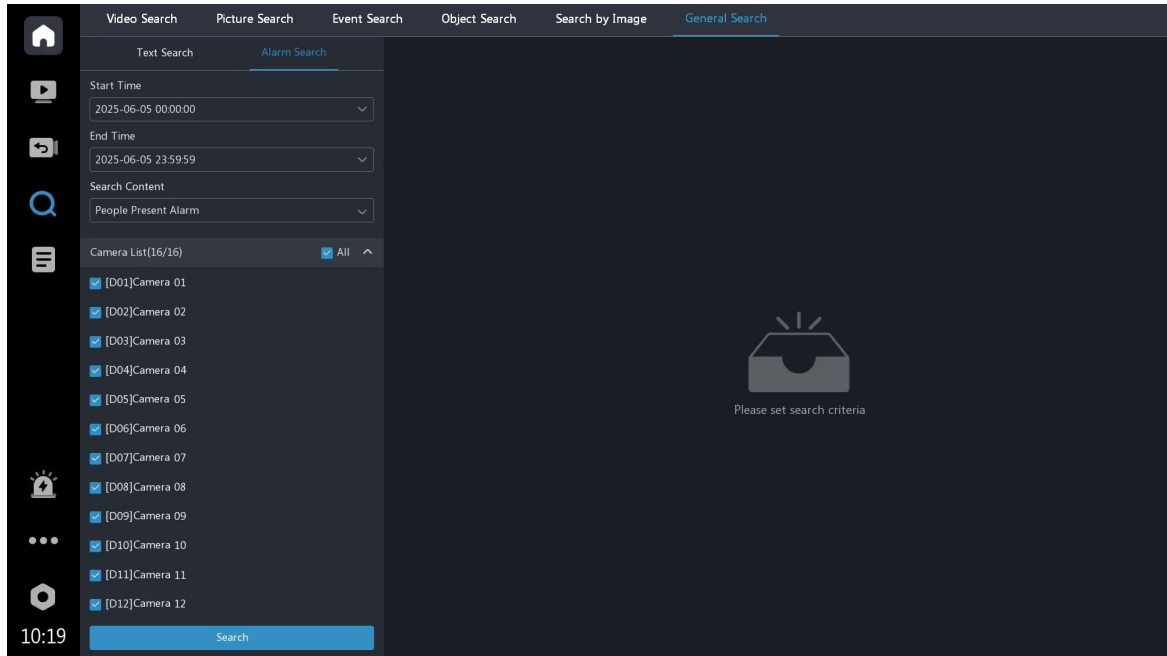 Video Search Picture Search Event Search Object Search Search by Image General Search
Text Search Alarm Search
Start Time
2025-06-05 00:00:00
End Time
2025-06-05 23:59:59
Search Content
People Present Alarm
Camera List(16/16) All
[D01]Camera 01
[D02]Camera 02
[D03]Camera 03
[D04]Camera 04
[D05]Camera 05
[D06]Camera 06
[D07]Camera 07
[D08]Camera 08
[D09]Camera 09
[D10]Camera 10
[D11]Camera 11
[D12]Camera 12
Search
Please set search criteria
10:19